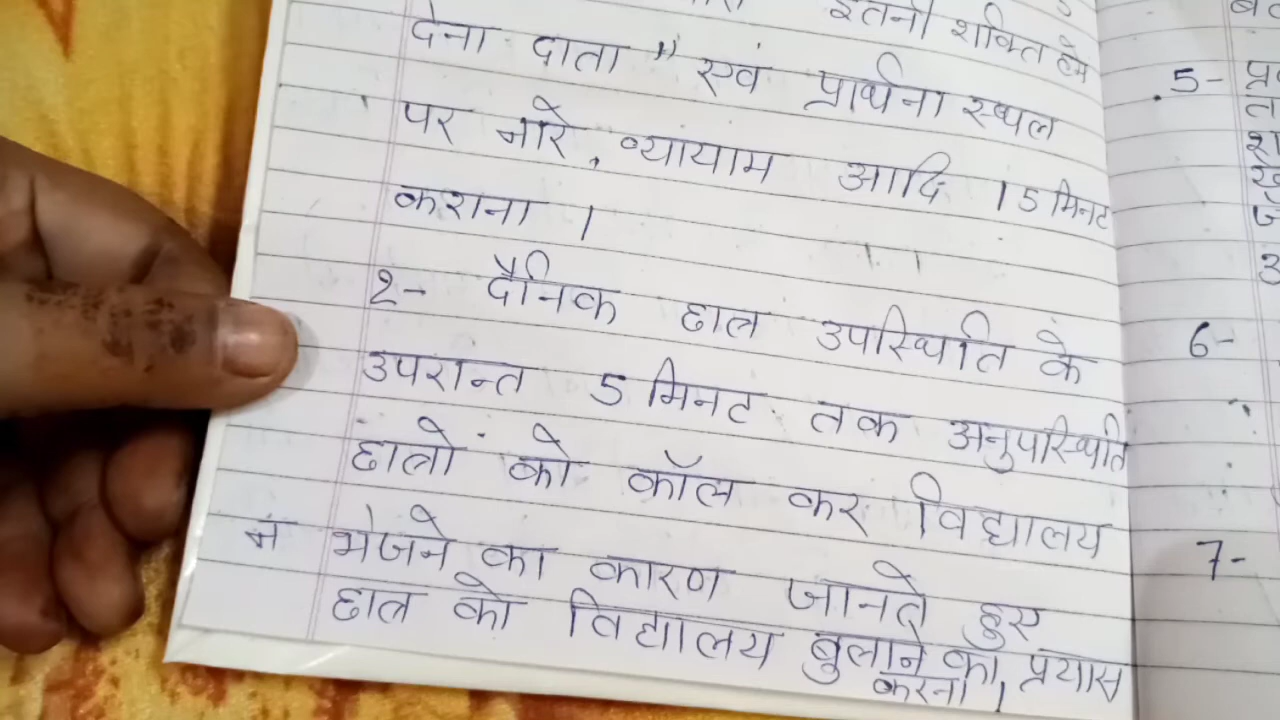 इतनी शक्ति हमे
देना दाता" एवं प्रार्थना स्थल
पर नारे, व्यायाम आदि 15 मिनट
कराना ।
2- दैनिक छात्र उपस्थिति के
उपरान्त 5 मिनट तक अनुपस्थिति
छात्रों को कॉल कर विद्यालय
न भेजने का कारण जानते हुए
छात्र को विद्यालय बुलाने का प्रयास
करना ।
5-
6-
7-